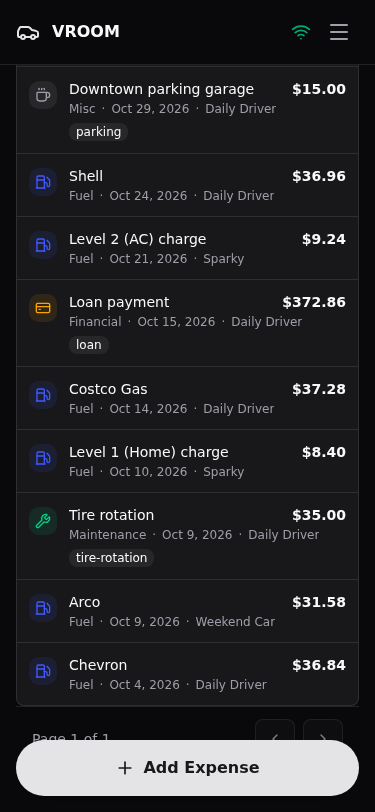 VROOM
Downtown parking garage $15.00
Misc · Oct 29, 2026 · Daily Driver
parking
Shell $36.96
Fuel · Oct 24, 2026 · Daily Driver
Level 2 (AC) charge $9.24
Fuel · Oct 21, 2026 · Sparky
Loan payment $372.86
Financial · Oct 15, 2026 · Daily Driver
loan
Costco Gas $37.28
Fuel · Oct 14, 2026 · Daily Driver
Level 1 (Home) charge $8.40
Fuel · Oct 10, 2026 · Sparky
Tire rotation $35.00
Maintenance · Oct 9, 2026 · Daily Driver
tire-rotation
Arco $31.58
Fuel · Oct 9, 2026 · Weekend Car
Chevron $36.84
Fuel · Oct 4, 2026 · Daily Driver
Page 1 of 1
Add Expense